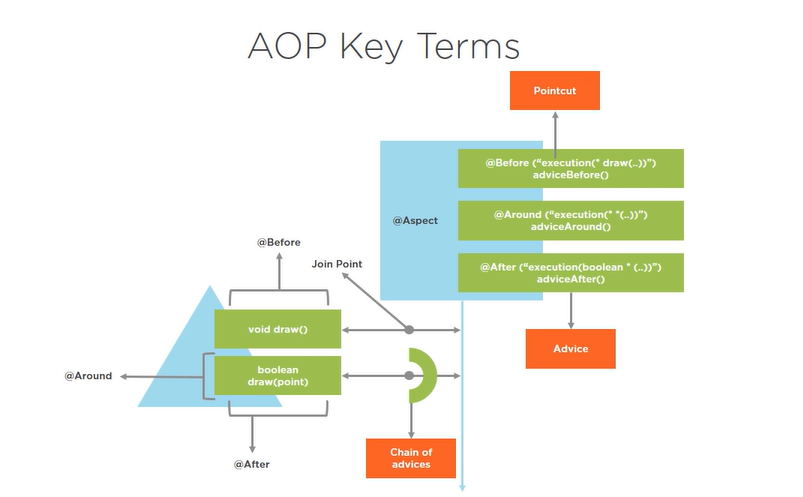 AOP Key Terms
Pointcut
@Before (“execution(* draw(..))”)
adviceBefore()
@Aspect
@Around (“execution(* *(..))”)
adviceAround()
@Before
Join Point
@After (“execution(boolean * (..))”)
adviceAfter()
void draw()
Advice
@Around
boolean
draw(point)
@After
Chain of
advices